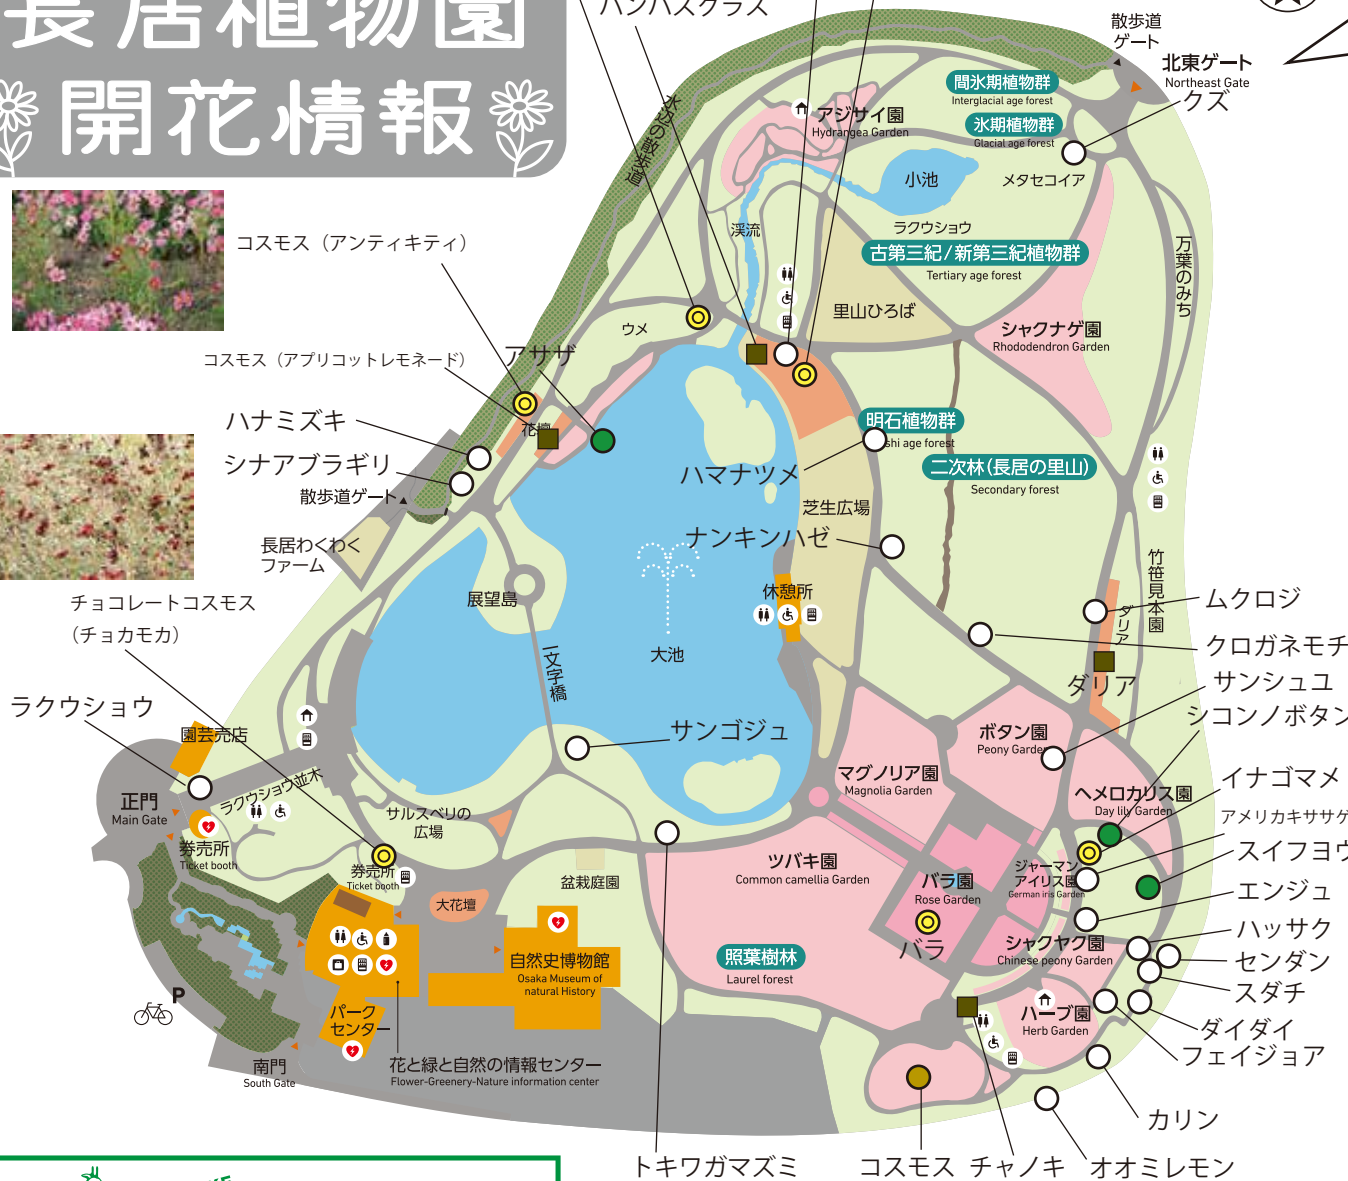 長居植物園
開花情報
パンパスグラス
散歩道
ゲート
北東ゲート
Northeast Gate
クズ
間氷期植物群
Interglacial age forest
氷期植物群
Glacial age forest
アジサイ園
Hydrangea Garden
水辺の散歩道
小池
メタセコイア
渓流
ラクウショウ
古第三紀/新第三紀植物群
Tertiary age forest
万葉のみち
コスモス（アンティキティ）
里山ひろば
ウメ
シャクナゲ園
Rhododendron Garden
コスモス（アプリコットレモネード）
アサザ
花壇
ハナミズキ
明石植物群
shi age forest
シナアブラギリ
ハマナツメ
二次林(長居の里山)
Secondary forest
散歩道ゲート
芝生広場
長居わくわく
ファーム
ナンキンハゼ
竹笹見本園
展望島
休憩所
チョコレートコスモス
（チョカモカ）
ダリア
ムクロジ
一文字橋
大池
クロガネモチ
ダリア
サンシュユ
ラクウショウ
シコンノボタン
園芸売店
サンゴジュ
ボタン園
Peony Garden
マグノリア園
Magnolia Garden
イナゴマメ
正門
Main Gate
ラクウショウ並木
ヘメロカリス園
Day lily Garden
サルスベリの
広場
アメリカキササゲ
券売所
Ticket booth
スイフヨウ
券売所
Ticket booth
盆栽庭園
ツバキ園
Common camellia Garden
バラ園
Rose Garden
ジャーマン
アイリス園
German iris Garden
エンジュ
大花壇
バラ
シャクヤク園
Chinese peony Garden
ハッサク
照葉樹林
Laurel forest
自然史博物館
Osaka Museum of
natural History
センダン
スダチ
P
パーク
センター
ハーブ園
Herb Garden
ダイダイ
フェイジョア
南門
South Gate
花と緑と自然の情報センター
Flower-Greenery-Nature information center
カリン
トキワガマズミ
コスモス
チャノキ
オオミレモン